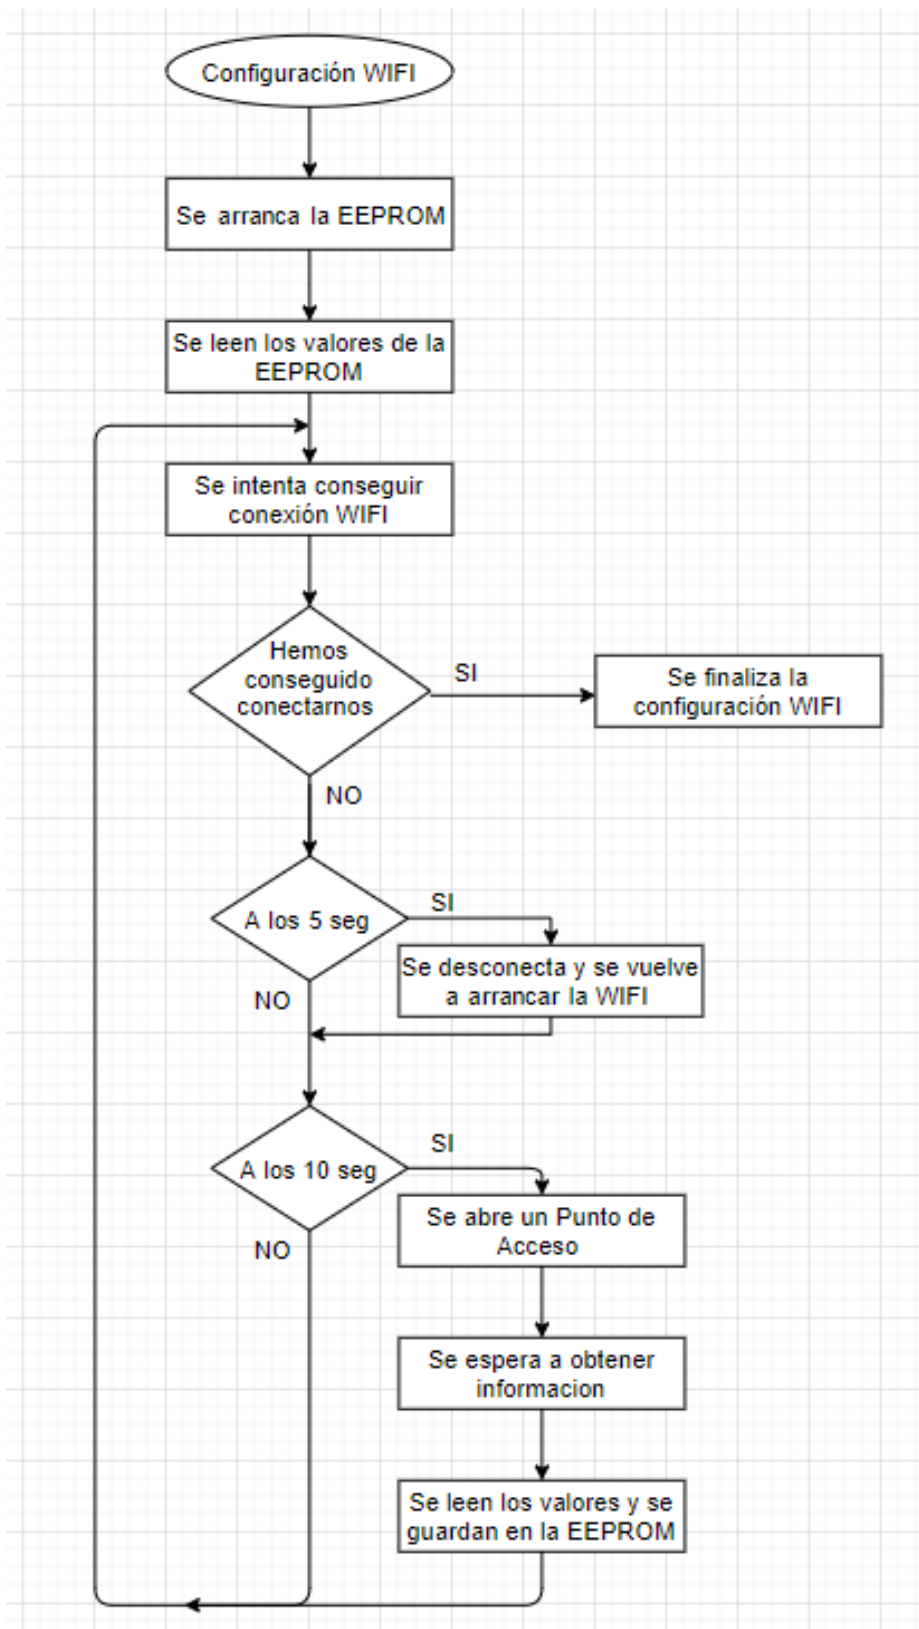 Configuración WIFI
Se arranca la EEPROM
Se leen los valores de la
EEPROM
Se intenta conseguir
conexión WIFI
Hemos
conseguido
conectarnos
SI
Se finaliza la
configuración WIFI
NO
A los 5 seg
SI
Se desconecta y se vuelve
a arrancar la WIFI
NO
A los 10 seg
SI
Se abre un Punto de
Acceso
NO
Se espera a obtener
informacion
Se leen los valores y se
guardan en la EEPROM